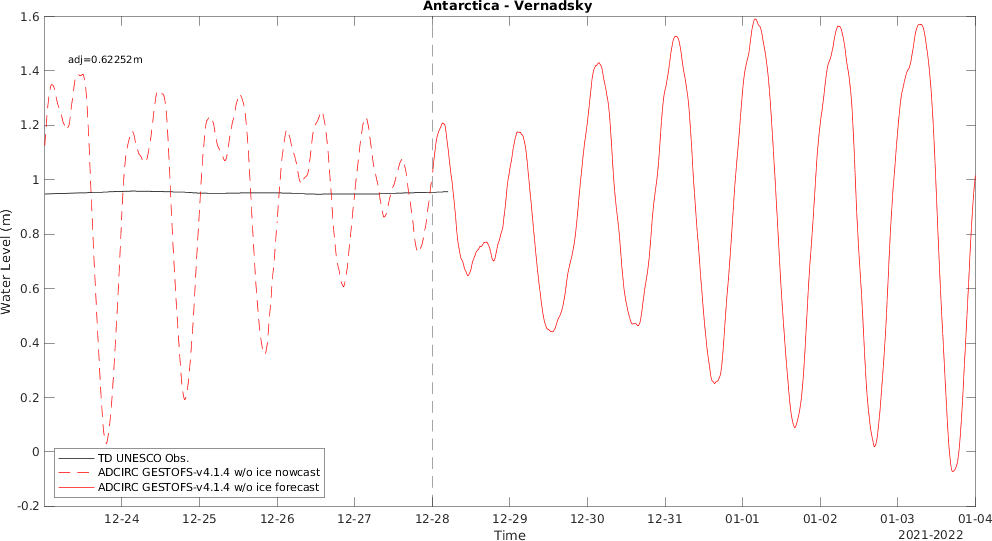 Antarctica - Vernadsky
adj=0.62252m
Water Level (m)
1.6
1.4
1.2
1
0.8
0.6
0.4
0.2
0
-0.2
TD UNESCO Obs.
ADCIRC GESTOFS-v4.1.4 w/o ice nowcast
ADCIRC GESTOFS-v4.1.4 w/o ice forecast
12-24 12-25 12-26 12-27 12-28 12-29 12-30 12-31 01-01 01-02 01-03 01-04
Time
2021-2022